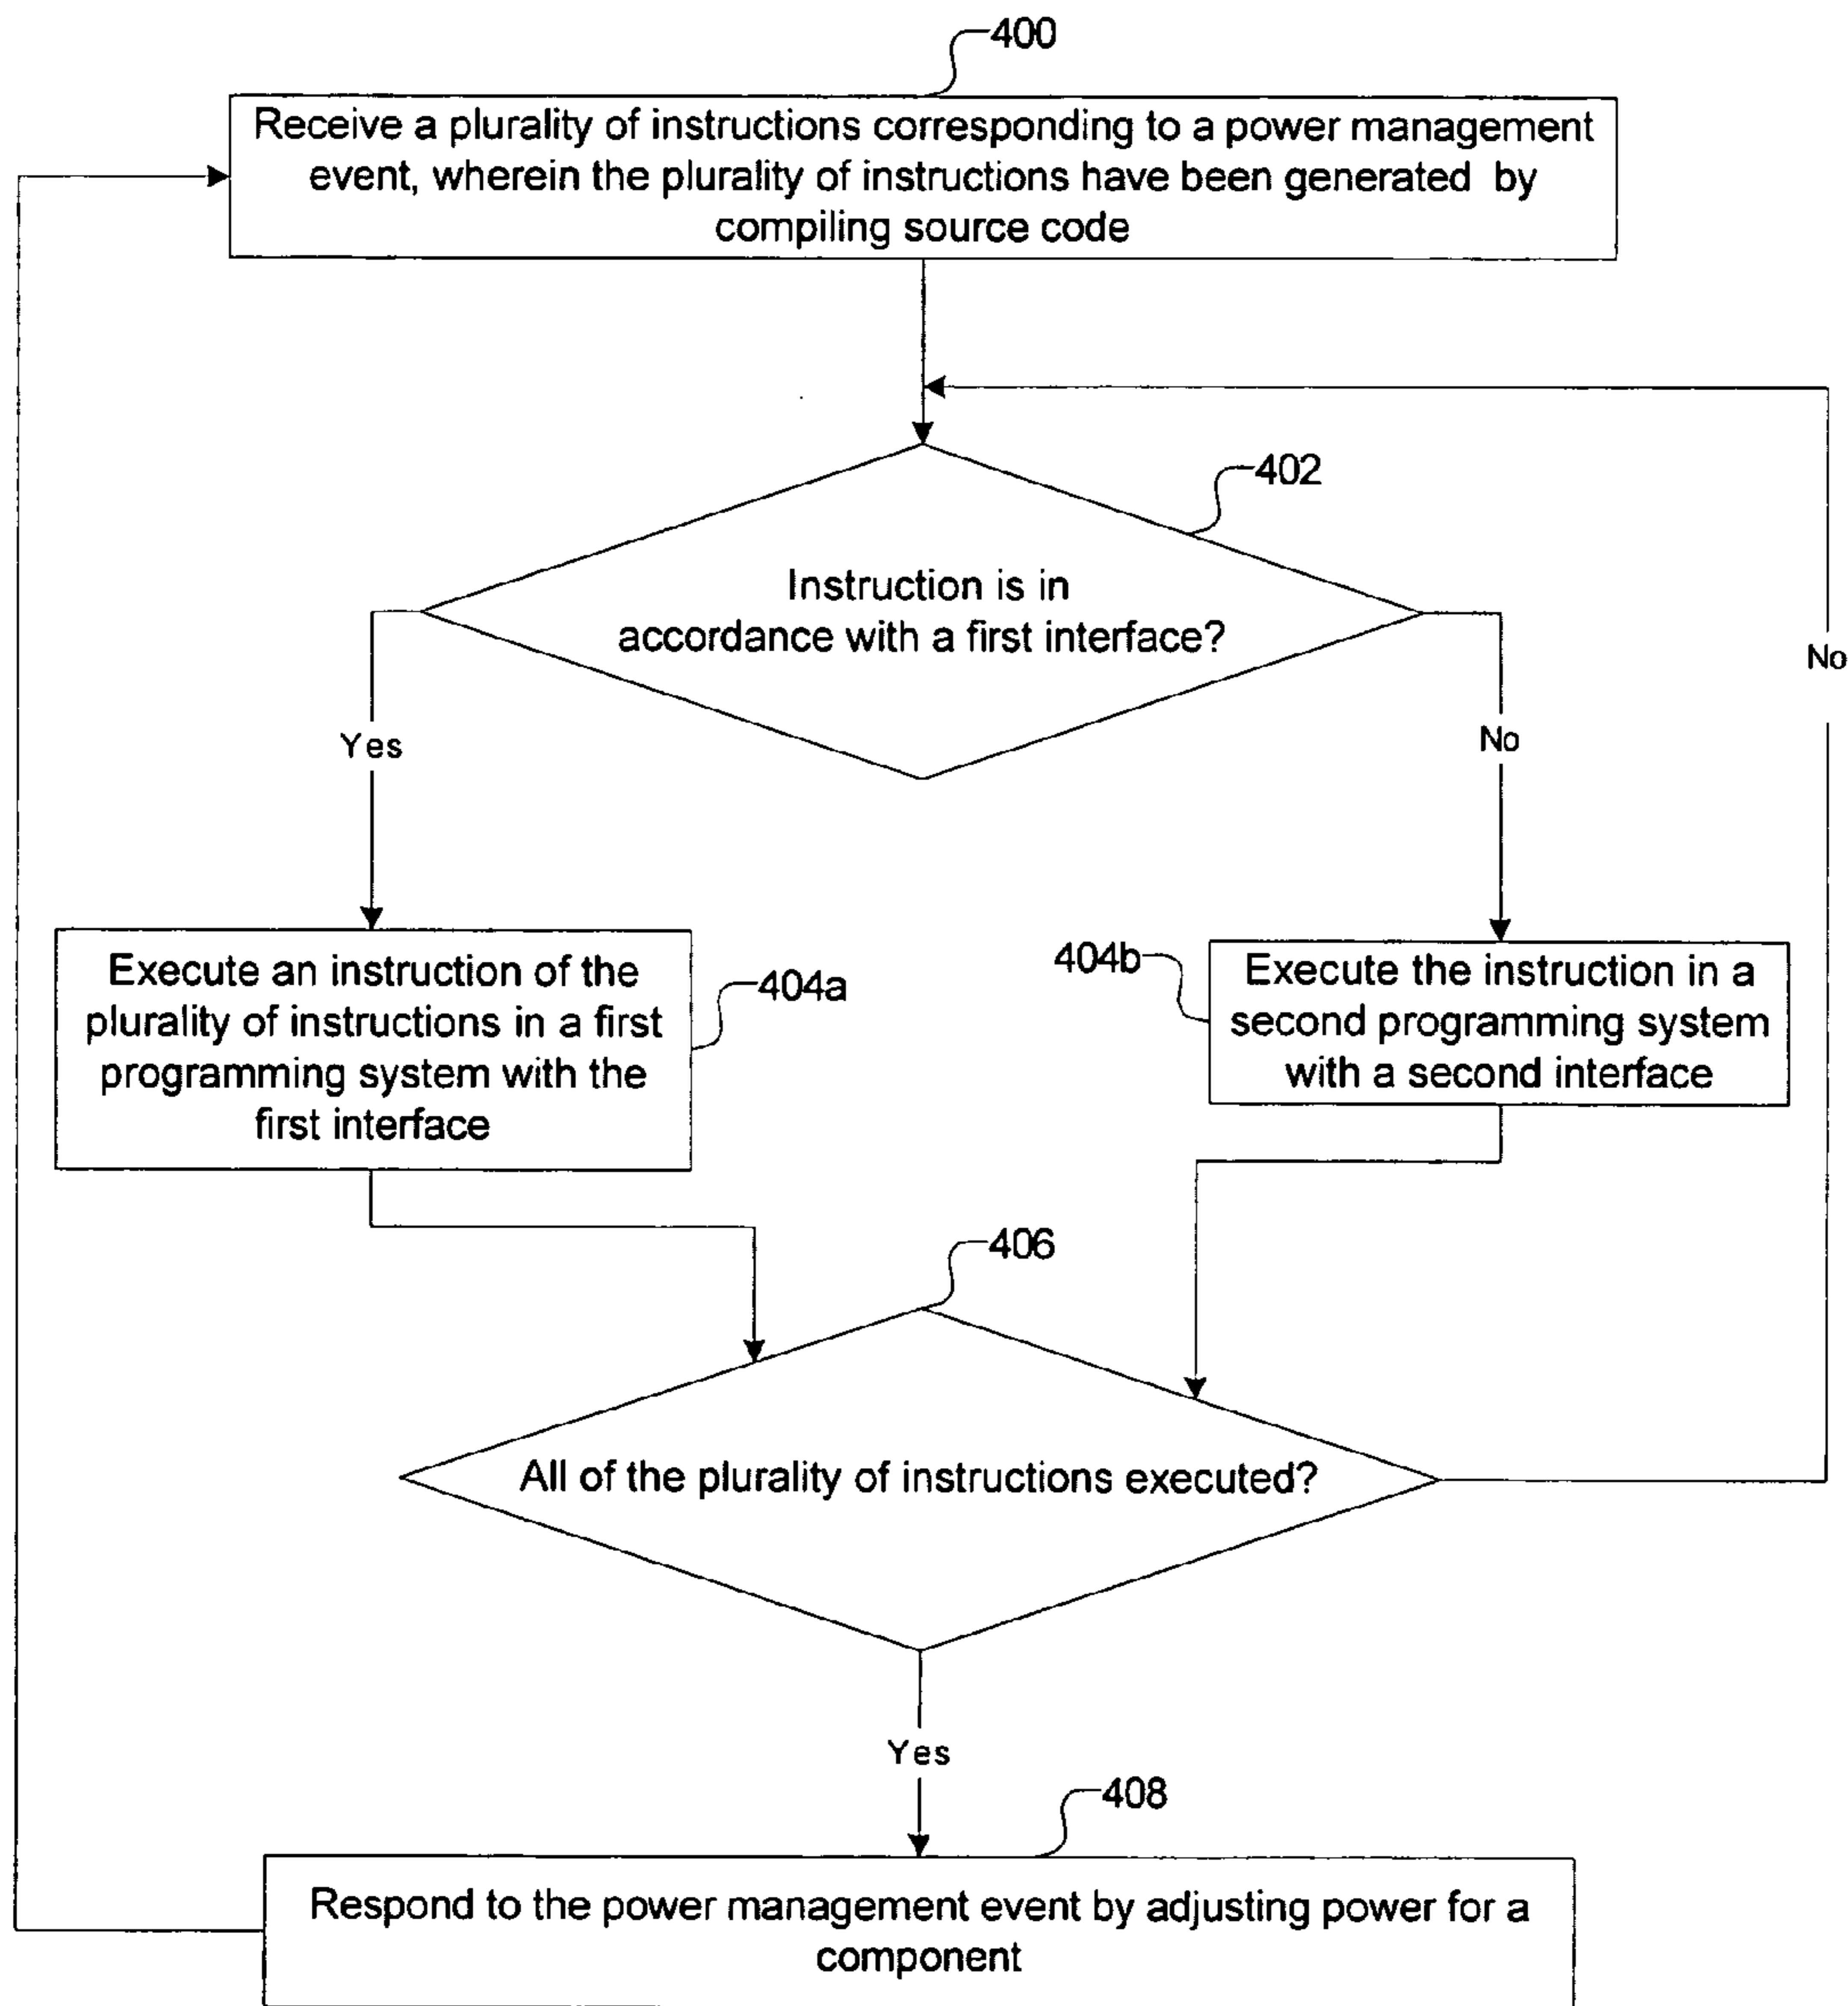 400
Receive a plurality of instructions corresponding to a power management
event, wherein the plurality of instructions have been generated by
compiling source code
402
Instruction is in
accordance with a first interface?
No
Yes
No
Execute an instruction of the
plurality of instructions in a first
programming system with the
first interface
404a
404b
Execute the instruction in a
second programming system
with a second interface
406
All of the plurality of instructions executed?
Yes
408
Respond to the power management event by adjusting power for a
component